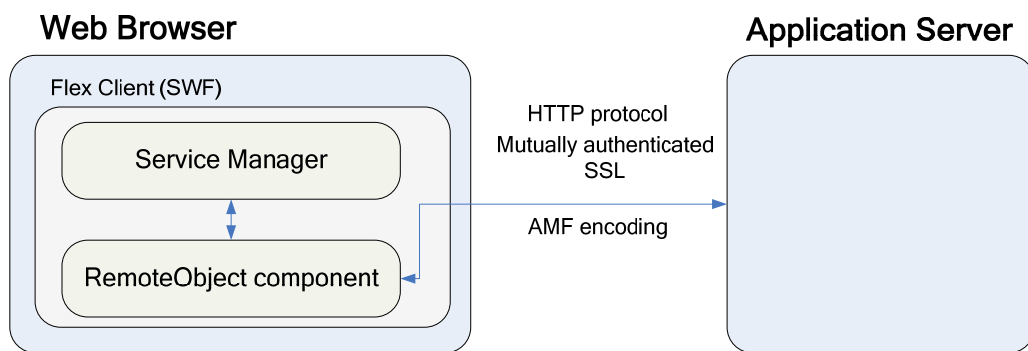 Web Browser
Application Server
Flex Client (SWF)
Service Manager
RemoteObject component
HTTP protocol
Mutually authenticated
SSL
AMF encoding